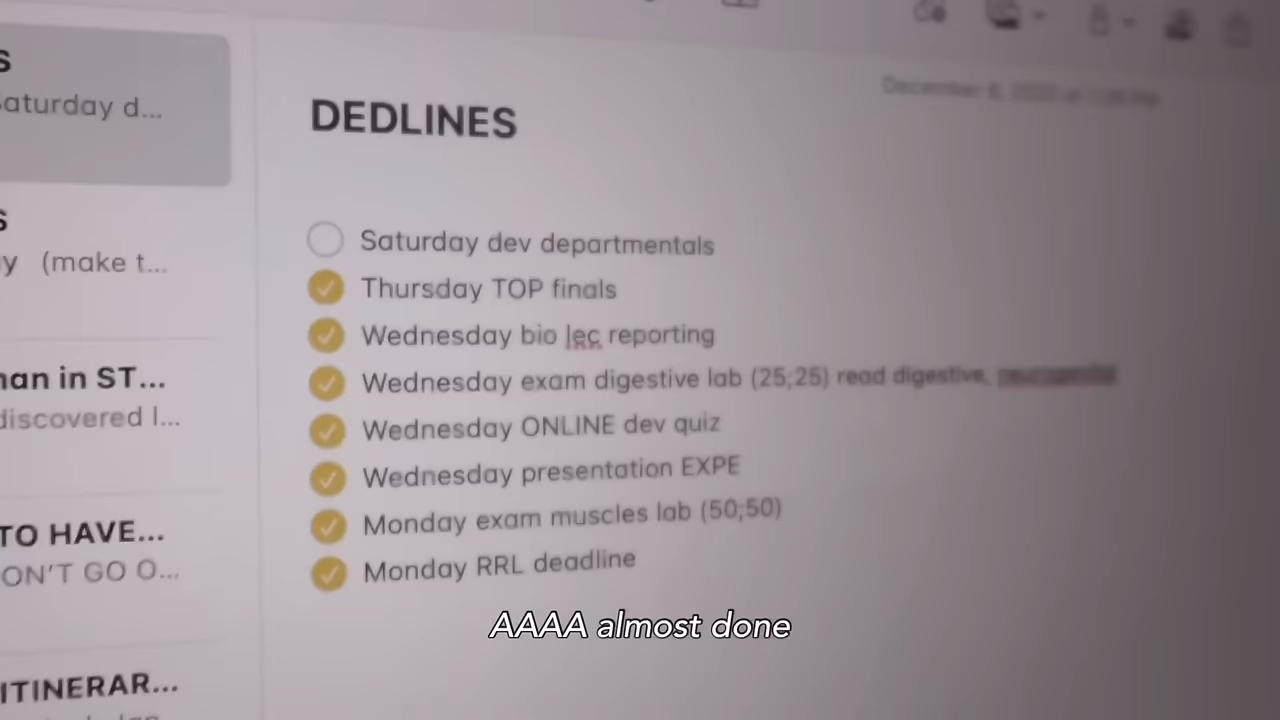 S
Saturday d...
S
y (make t...
nan in ST...
discovered l...
TO HAVE...
ON'T GO O...
ITINERAR...
December
DEDLINES
Saturday dev departmentals
Thursday TOP finals
Wednesday bio lec reporting
Wednesday exam digestive lab (25;25) read digestive,
Wednesday ONLINE dev quiz
Wednesday presentation EXPE
Monday exam muscles lab (50;50)
Monday RRL deadline
AAAA almost done